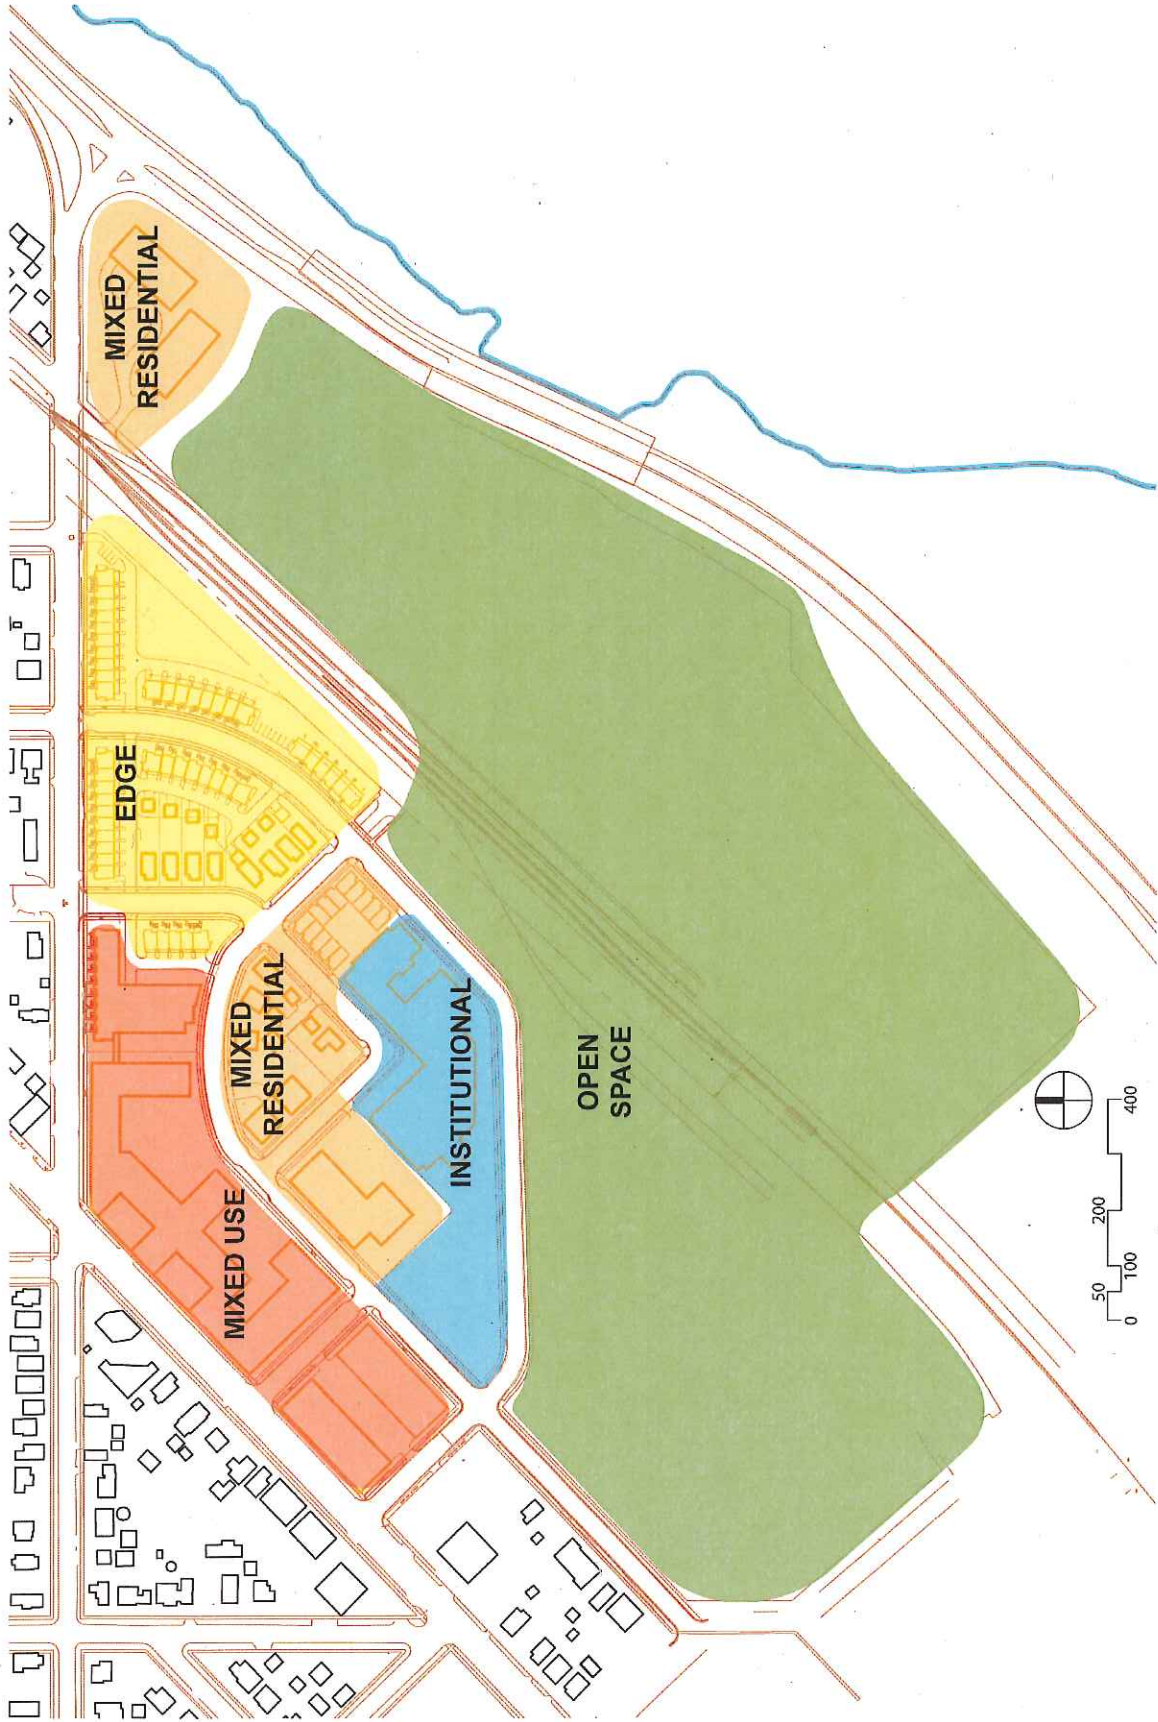 MIXED
RESIDENTIAL
EDGE
MIXED
RESIDENTIAL
INSTITUTIONAL
MIXED USE
OPEN
SPACE
0
50
100
200
400